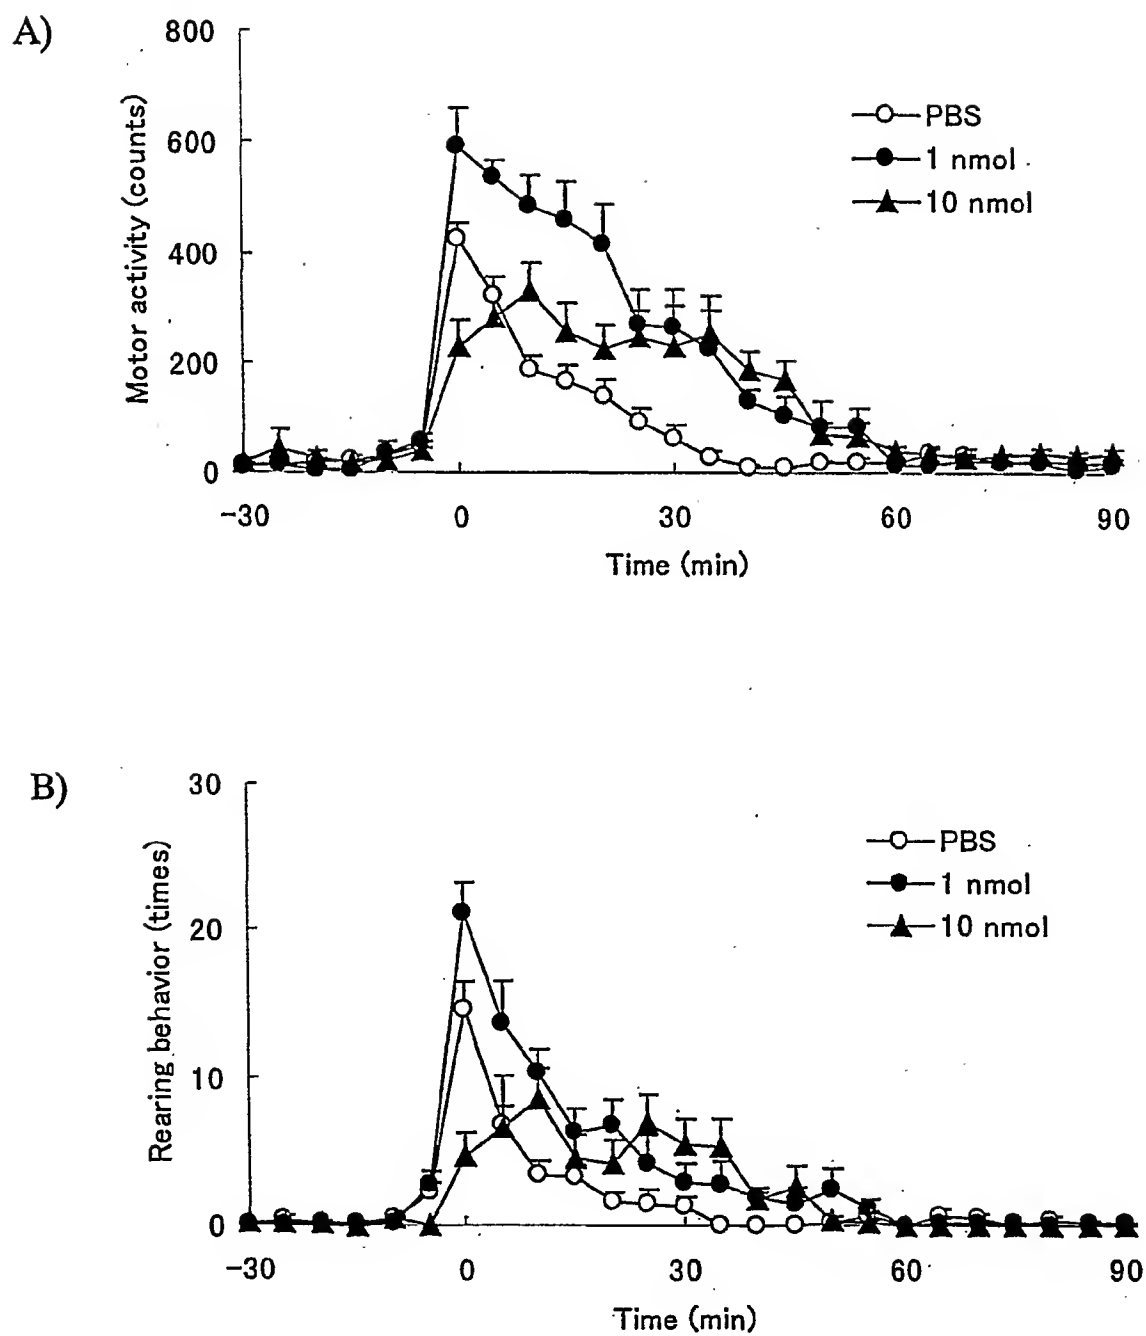 A)
Motor activity (counts)
800
600
400
200
0
PBS
1 nmol
10 nmol
-30 0 30 60 90
Time (min)
B)
Rearing behavior (times)
30
20
10
0
PBS
1 nmol
10 nmol
-30 0 30 60 90
Time (min)